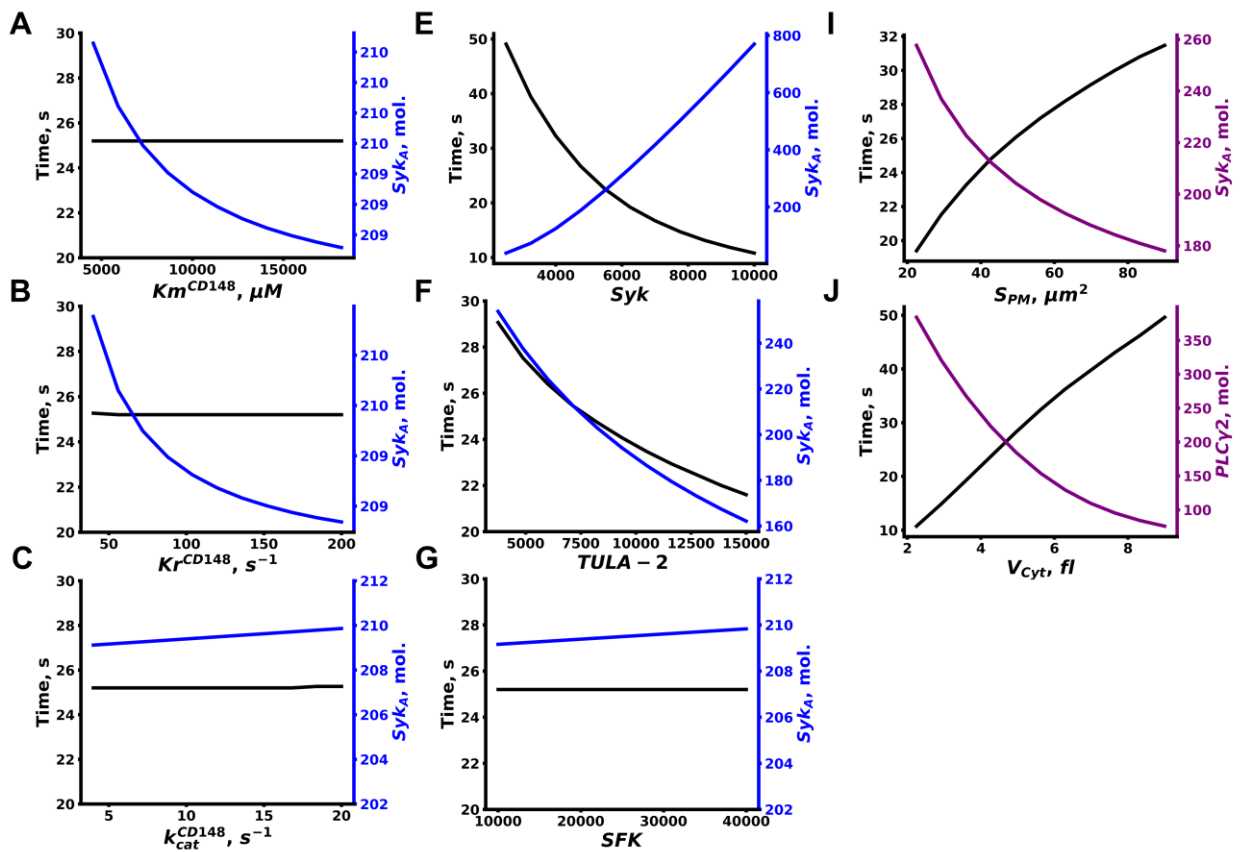 A
30
28
26
24
22
20
Time, s
210
210
210
210
209
209
209
Syk_A, mol.
5000 10000 15000
Km^CD148, μM
B
30
28
26
24
22
20
Time, s
210
210
209
209
Syk_A, mol.
50 100 150 200
Kr^CD148, s^-1
C
30
28
26
24
22
20
Time, s
212
210
208
206
204
202
Syk_A, mol.
5 10 15 20
k_cat^CD148, s^-1
E
50
40
30
20
10
Time, s
800
600
400
200
Syk_A, mol.
4000 6000 8000 10000
Syk
F
30
28
26
24
22
20
Time, s
240
220
200
180
160
Syk_A, mol.
5000 7500 10000 12500 15000
TULA − 2
G
30
28
26
24
22
20
Time, s
212
210
208
206
204
202
Syk_A, mol.
10000 20000 30000 40000
SFK
I
32
30
28
26
24
22
20
Time, s
260
240
220
200
180
Syk_A, mol.
20 40 60 80
S_PM, μm^2
J
50
40
30
20
10
Time, s
350
300
250
200
150
100
PLCγ2, mol.
2 4 6 8
V_Cyt, fl